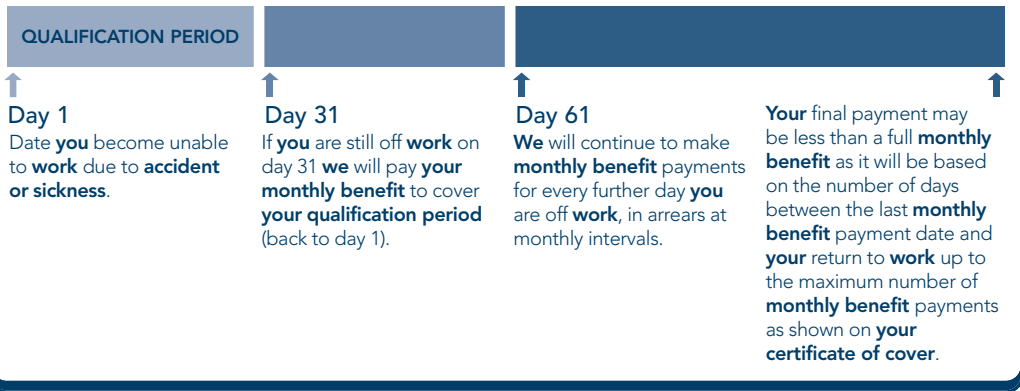 QUALIFICATION PERIOD
Day 1
Date you become unable
to work due to accident
or sickness.
Day 31
If you are still off work on
day 31 we will pay your
monthly benefit to cover
your qualification period
(back to day 1).
Day 61
We will continue to make
monthly benefit payments
for every further day you
are off work, in arrears at
monthly intervals.
Your final payment may
be less than a full monthly
benefit as it will be based
on the number of days
between the last monthly
benefit payment date and
your return to work up to
the maximum number of
monthly benefit payments
as shown on your
certificate of cover.